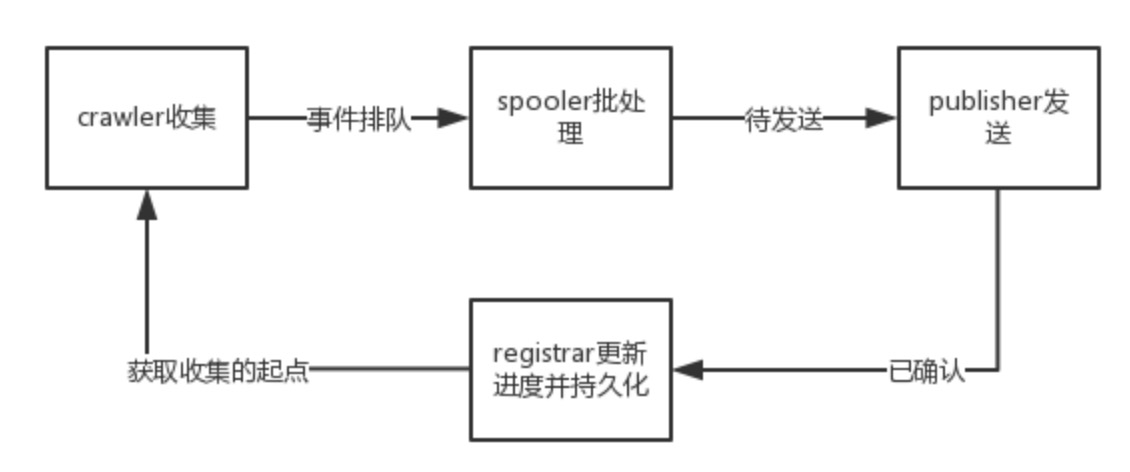 crawler收集
事件排队
spooler批处
理
待发送
publisher发
送
获取收集的起点
registrar更新
进度并持久化
已确认